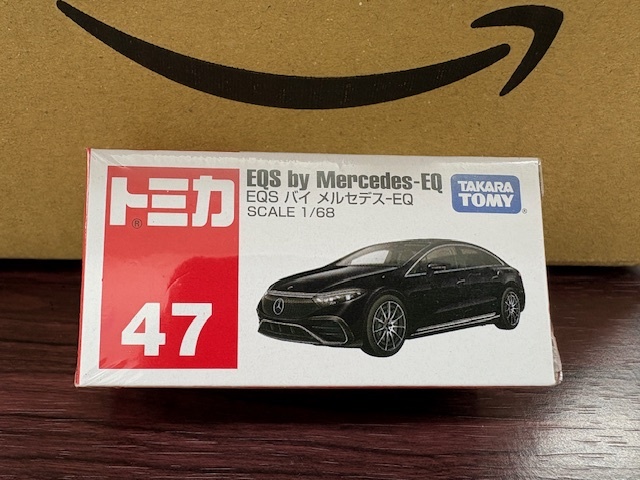 トミカ
®
47
EQS by Mercedes-EQ
EQS バイ メルセデス-EQ
SCALE 1/68
TAKARA
TOMY
®